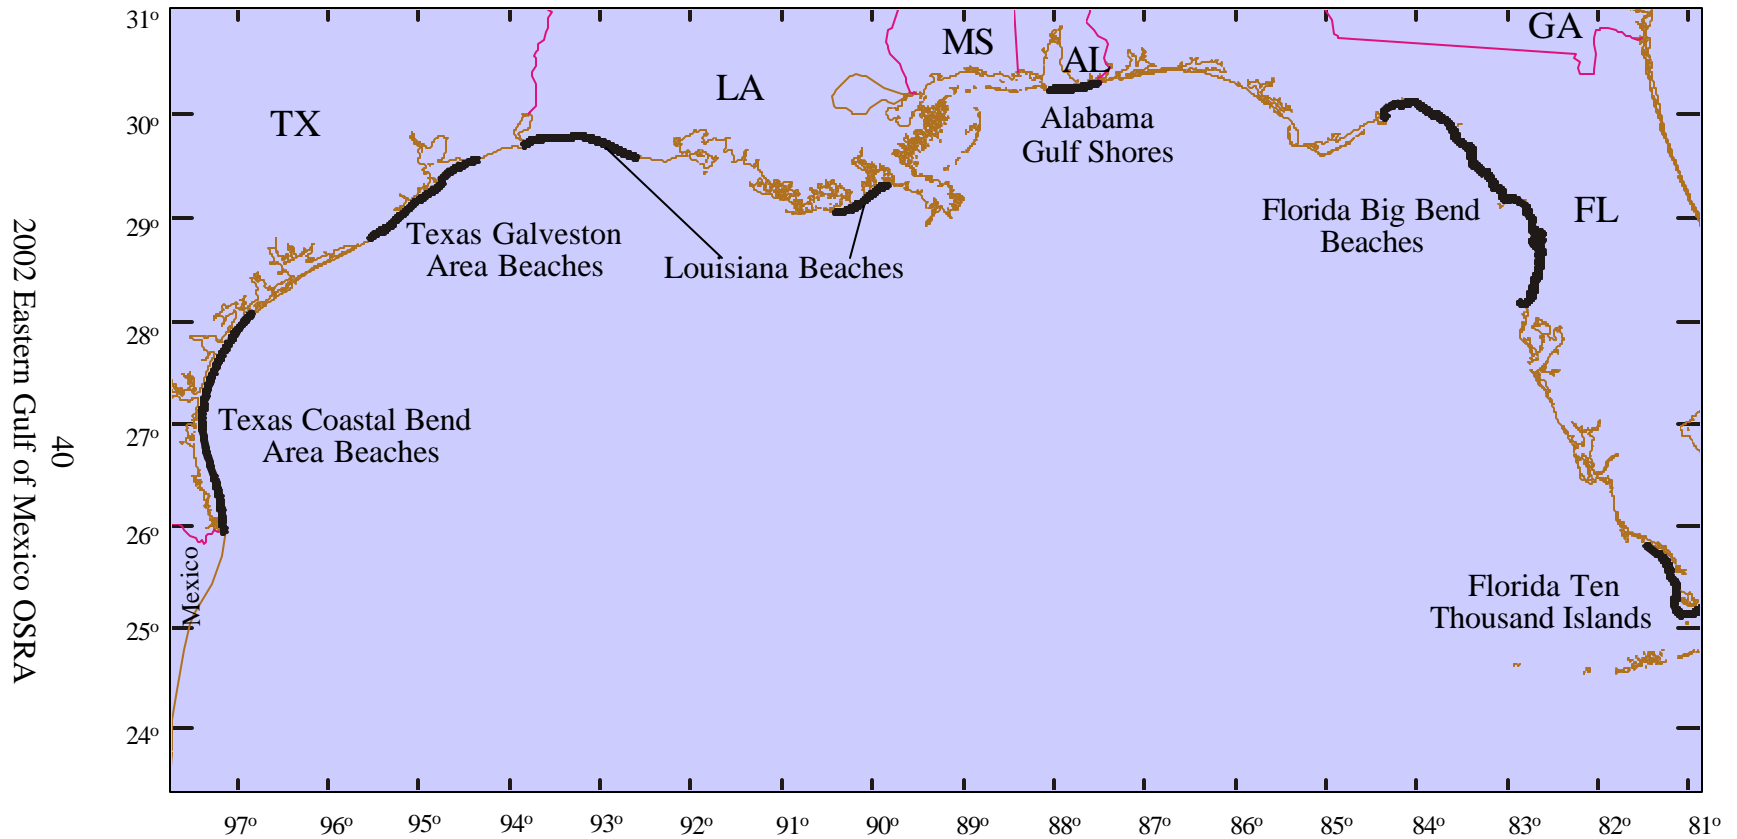 31º
30º
29º
28º
27º
26º
25º
24º
TX
LA
MS
AL
GA
FL
Alabama
Gulf Shores
Florida Big Bend
Beaches
Texas Galveston
Area Beaches
Louisiana Beaches
Texas Coastal Bend
Area Beaches
Mexico
Florida Ten
Thousand Islands
97º 96º 95º 94º 93º 92º 91º 90º 89º 88º 87º 86º 85º 84º 83º 82º 81º
40
2002 Eastern Gulf of Mexico OSRA